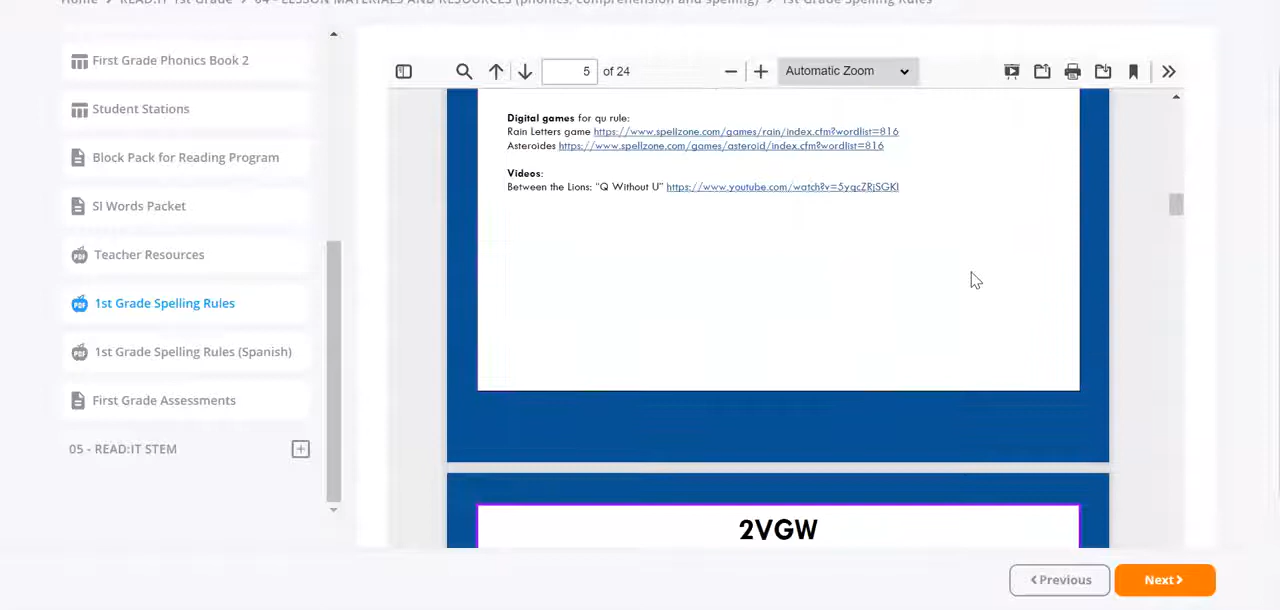 Home > READ:IT 1st Grade > 04 - LESSON MATERIALS AND RESOURCES (phonics, comprehension and spelling) > 1st Grade Spelling Rules
First Grade Phonics Book 2
Student Stations
Block Pack for Reading Program
SI Words Packet
Teacher Resources
1st Grade Spelling Rules
1st Grade Spelling Rules (Spanish)
First Grade Assessments
05 - READ:IT STEM
5 of 24
Automatic Zoom
Digital games for qu rule:
Rain Letters game https://www.spellzone.com/games/rain/index.cfm?wordlist=816
Asteroides https://www.spellzone.com/games/asteroid/index.cfm?wordlist=816
Videos:
Between the Lions: "Q Without U" https://www.youtube.com/watch?v=5yqcZRjSGKI
2VGW
Previous
Next